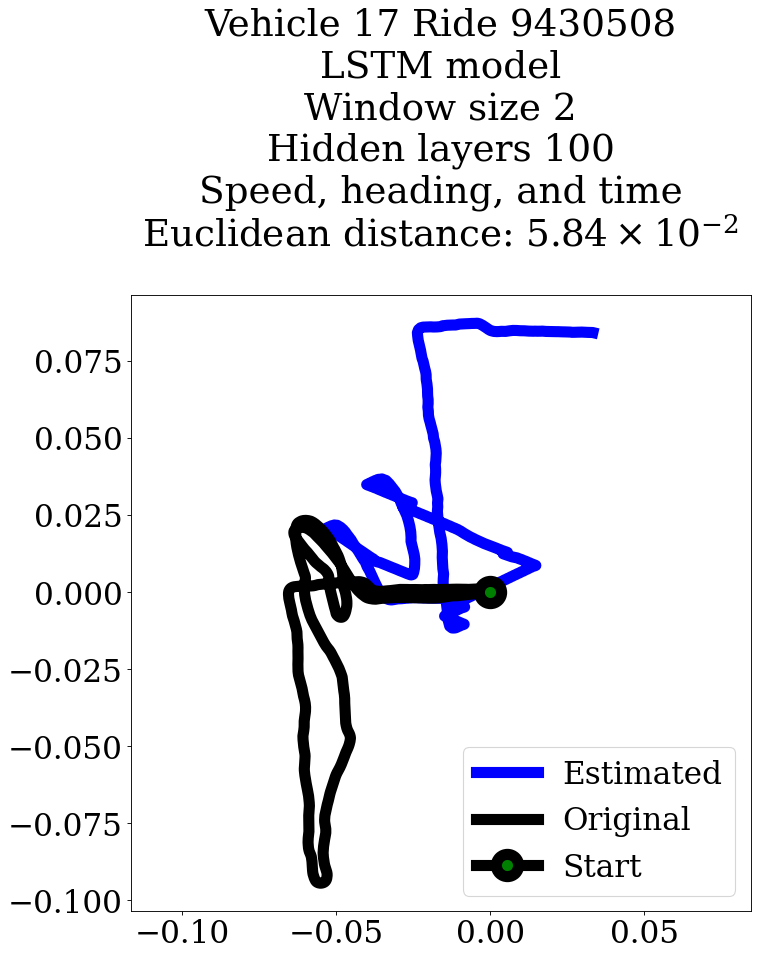 Vehicle 17 Ride 9430508
LSTM model
Window size 2
Hidden layers 100
Speed, heading, and time
Euclidean distance: 5.84 × 10⁻²
0.075
0.050
0.025
0.000
−0.025
−0.050
−0.075
−0.100
−0.10
−0.05
0.00
0.05
Estimated
Original
Start